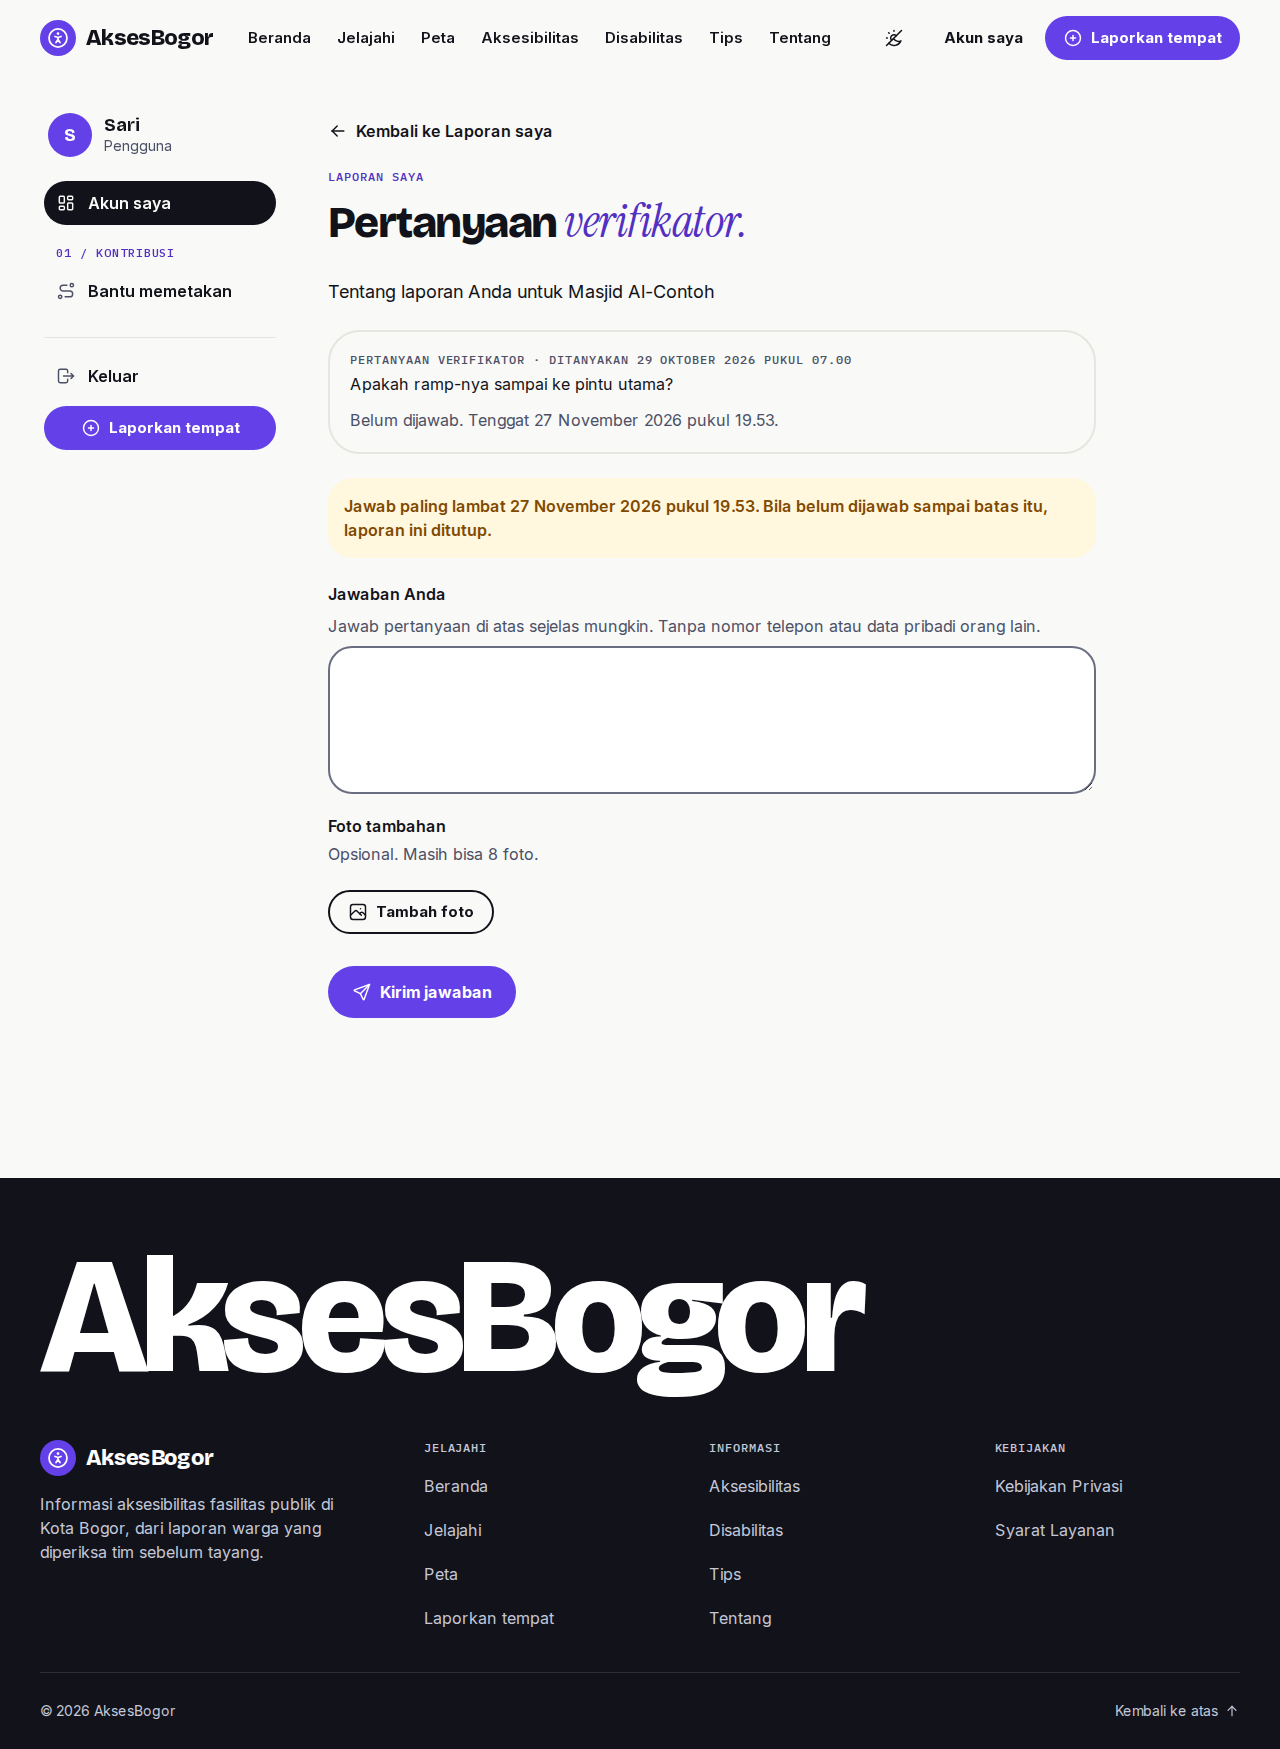 AksesBogor
Beranda Jelajahi Peta Aksesibilitas Disabilitas Tips Tentang Akun saya Laporkan tempat
S
Sari
Pengguna
Akun saya
01 / KONTRIBUSI
Bantu memetakan
Keluar
Laporkan tempat
Kembali ke Laporan saya
LAPORAN SAYA
Pertanyaan verifikator.
Tentang laporan Anda untuk Masjid Al-Contoh
PERTANYAAN VERIFIKATOR · DITANYAKAN 29 OKTOBER 2026 PUKUL 07.00
Apakah ramp-nya sampai ke pintu utama?
Belum dijawab. Tenggat 27 November 2026 pukul 19.53.
Jawab paling lambat 27 November 2026 pukul 19.53. Bila belum dijawab sampai batas itu,
laporan ini ditutup.
Jawaban Anda
Jawab pertanyaan di atas sejelas mungkin. Tanpa nomor telepon atau data pribadi orang lain.
Foto tambahan
Opsional. Masih bisa 8 foto.
Tambah foto
Kirim jawaban
AksesBogor
AksesBogor
Informasi aksesibilitas fasilitas publik di
Kota Bogor, dari laporan warga yang
diperiksa tim sebelum tayang.
JELAJAHI
Beranda
Jelajahi
Peta
Laporkan tempat
INFORMASI
Aksesibilitas
Disabilitas
Tips
Tentang
KEBIJAKAN
Kebijakan Privasi
Syarat Layanan
© 2026 AksesBogor
Kembali ke atas ↑